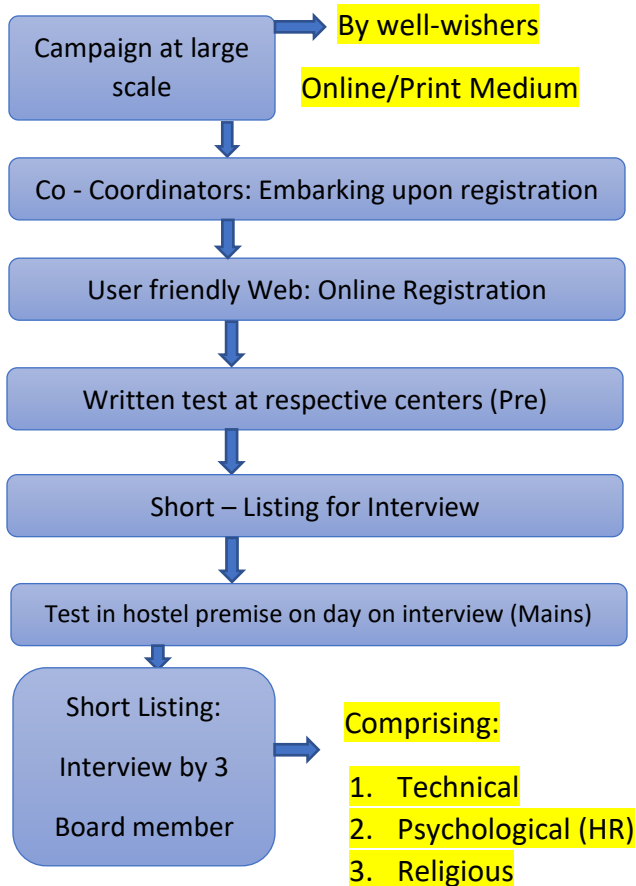 Campaign at large
scale
By well-wishers
Online/Print Medium
Co - Coordinators: Embarking upon registration
User friendly Web: Online Registration
Written test at respective centers (Pre)
Short – Listing for Interview
Test in hostel premise on day on interview (Mains)
Short Listing:
Interview by 3
Board member
Comprising:
1. Technical
2. Psychological (HR)
3. Religious